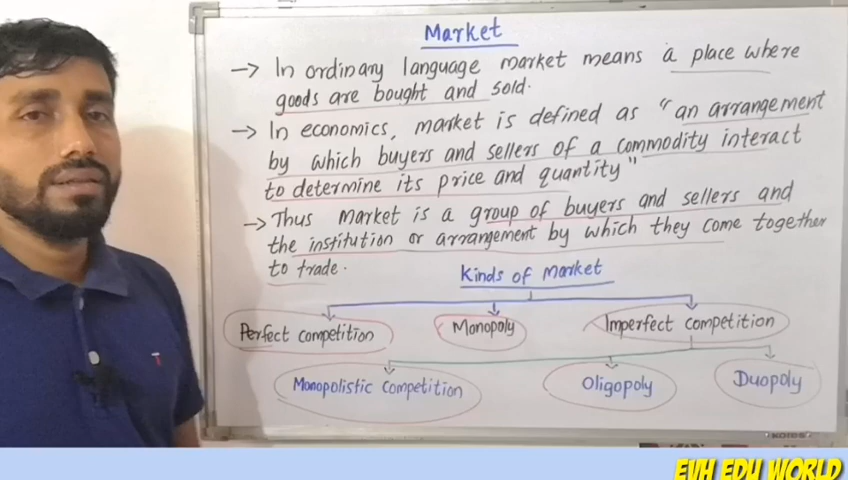 Market
→ In ordinary language market means a place where
goods are bought and sold.
→ In economics, market is defined as "an arrangement
by which buyers and sellers of a commodity interact
to determine its price and quantity"
→ Thus market is a group of buyers and sellers and
the institution or arrangement by which they come together
to trade.
Kinds of market
Perfect competition Monopoly Imperfect competition
Monopolistic competition Oligopoly Duopoly
EVH EDU WORLD